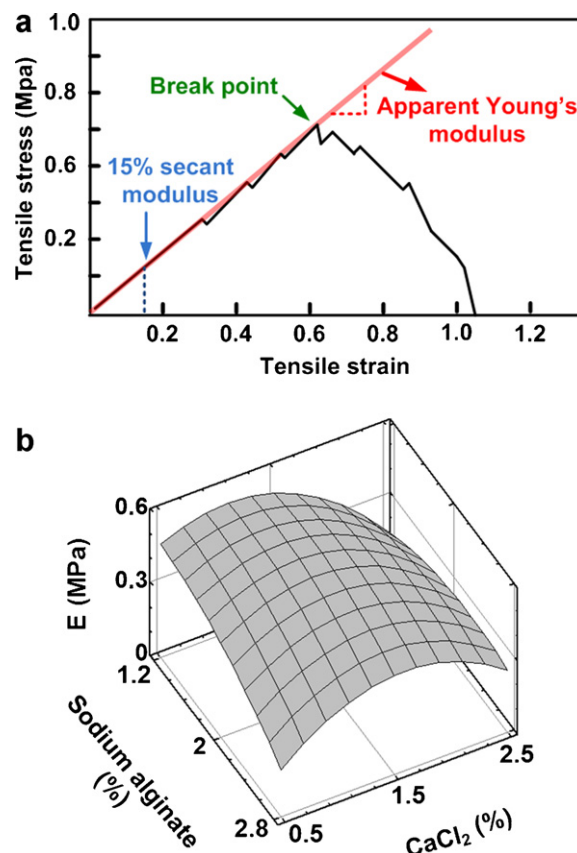 a
1.0
0.8
0.6
0.4
0.2
Tensile stress (Mpa)
Break point
Apparent Young's
modulus
15% secant
modulus
0.2 0.4 0.6 0.8 1.0 1.2
Tensile strain
b
0.6
0.3
0
E (MPa)
1.2
2
2.8
Sodium alginate
(%)
0.5
1.5
2.5
CaCl₂ (%)